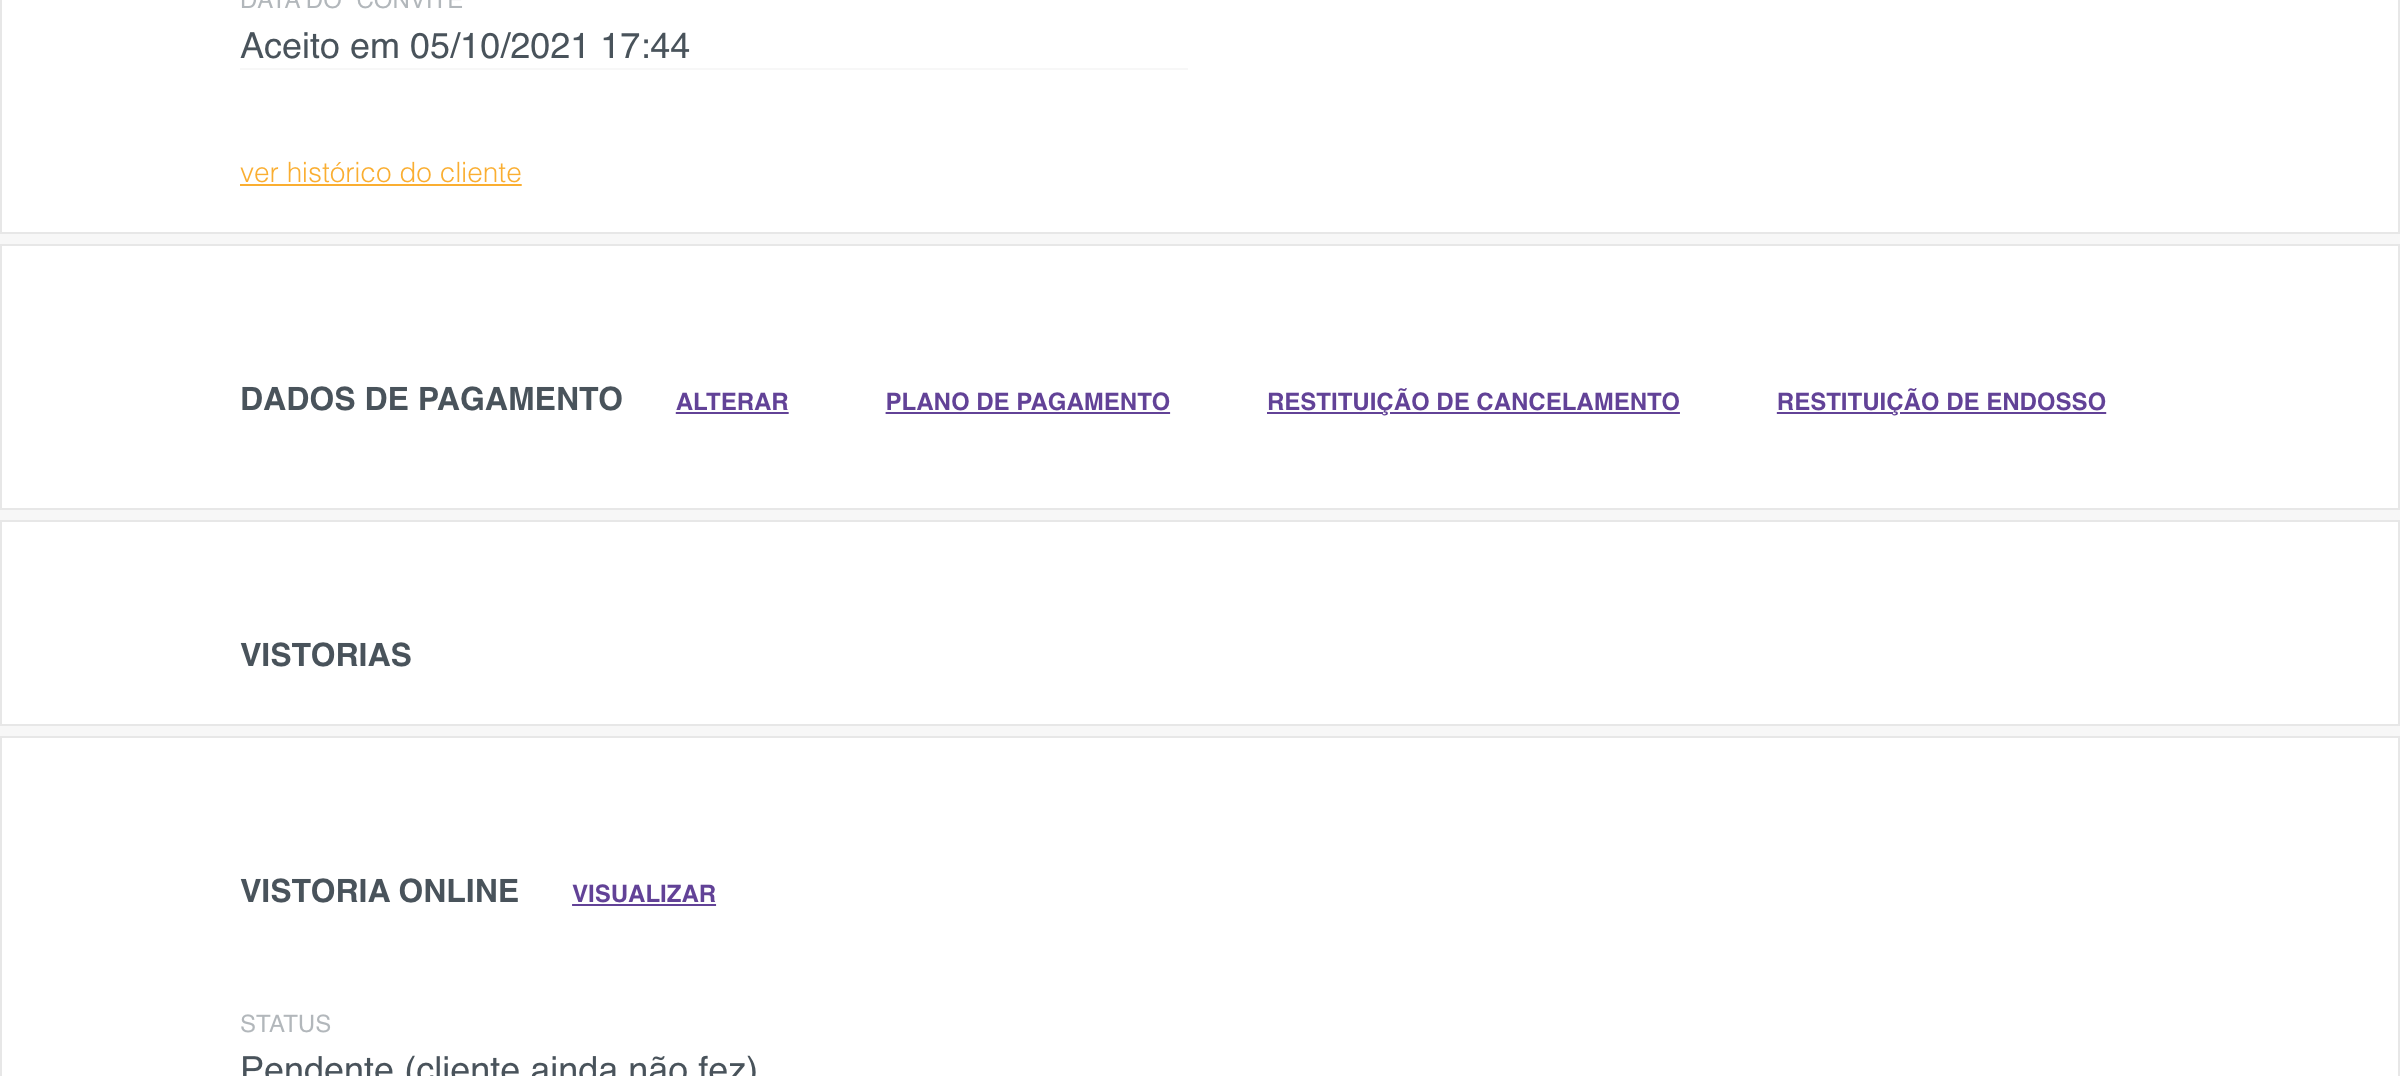 DATA DO "CONVITE"
Aceito em 05/10/2021 17:44
ver histórico do cliente
DADOS DE PAGAMENTO ALTERAR PLANO DE PAGAMENTO RESTITUIÇÃO DE CANCELAMENTO RESTITUIÇÃO DE ENDOSSO
VISTORIAS
VISTORIA ONLINE VISUALIZAR
STATUS
Pendente (cliente ainda não fez)